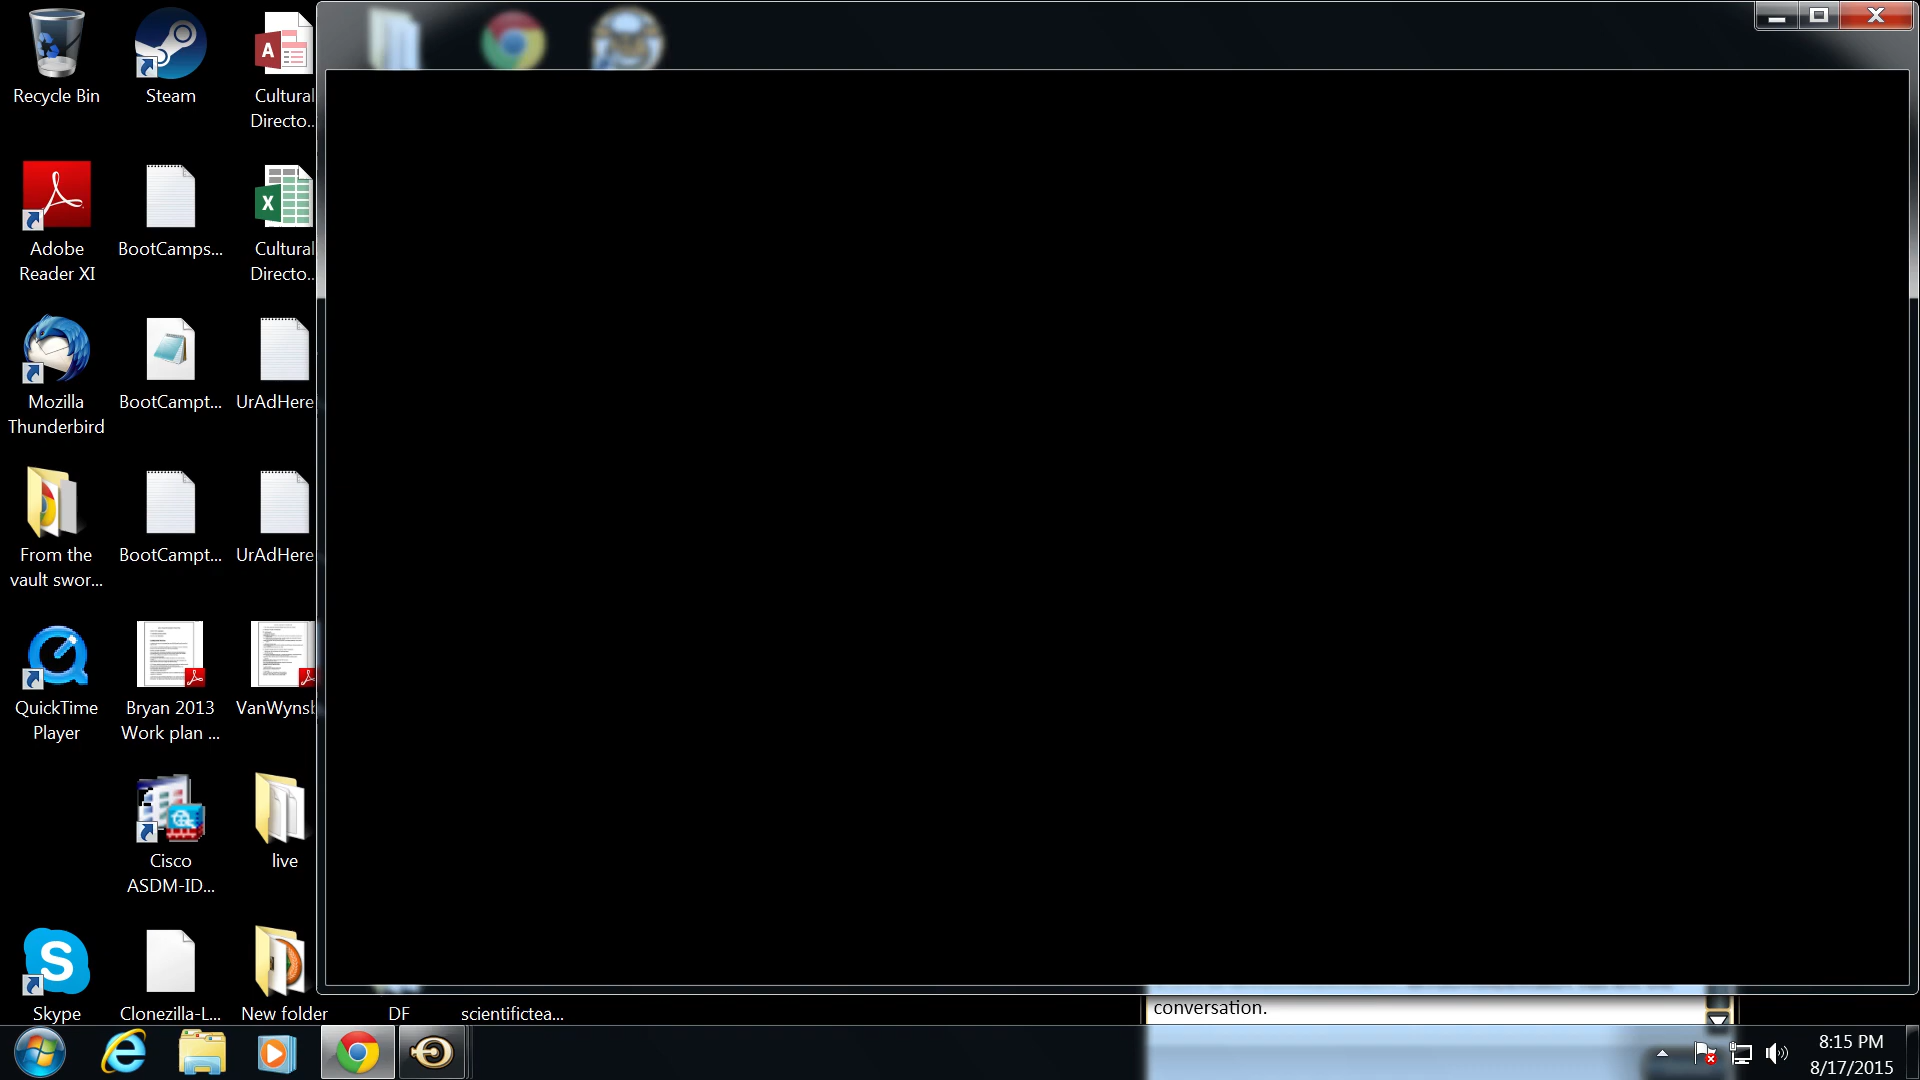 Recycle Bin
Steam
Cultural
Directo...
Adobe
Reader XI
BootCamps...
Cultural
Directo...
Mozilla
Thunderbird
BootCampt...
UrAdHere
From the
vault swor...
BootCampt...
UrAdHere
QuickTime
Player
Bryan 2013
Work plan ...
VanWynsb
Cisco
ASDM-ID...
live
Skype
Clonezilla-L...
New folder
DF
scientifictea...
conversation.
8:15 PM
8/17/2015